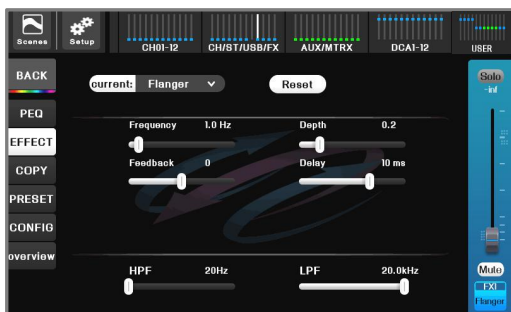 Scenes
Setup
CH01-12
CH/ST/USB/FX
AUX/MTRX
DCA1-12
USER
BACK
current: Flanger
Reset
Solo
-inf
PEQ
Frequency 1.0 Hz
Depth 0.2
EFFECT
Feedback 0
Delay 10 ms
COPY
PRESET
CONFIG
overview
HPF 20Hz
LPF 20.0kHz
Mute
FX1
Flanger